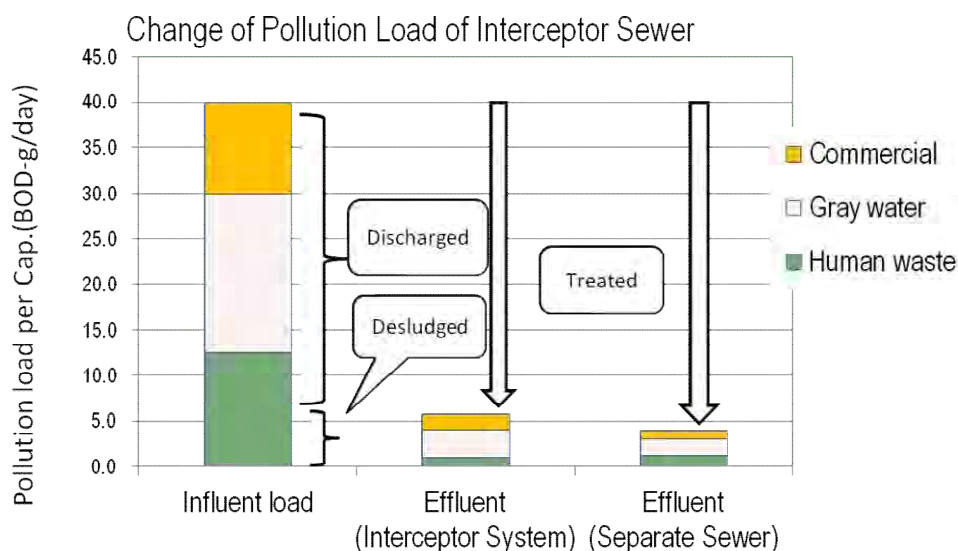 Change of Pollution Load of Interceptor Sewer
Pollution load per Cap.(BOD-g/day)
45.0
40.0
35.0
30.0
25.0
20.0
15.0
10.0
5.0
0.0
Discharged
Desludged
Treated
Commercial
Gray water
Human waste
Influent load
Effluent
(Interceptor System)
Effluent
(Separate Sewer)